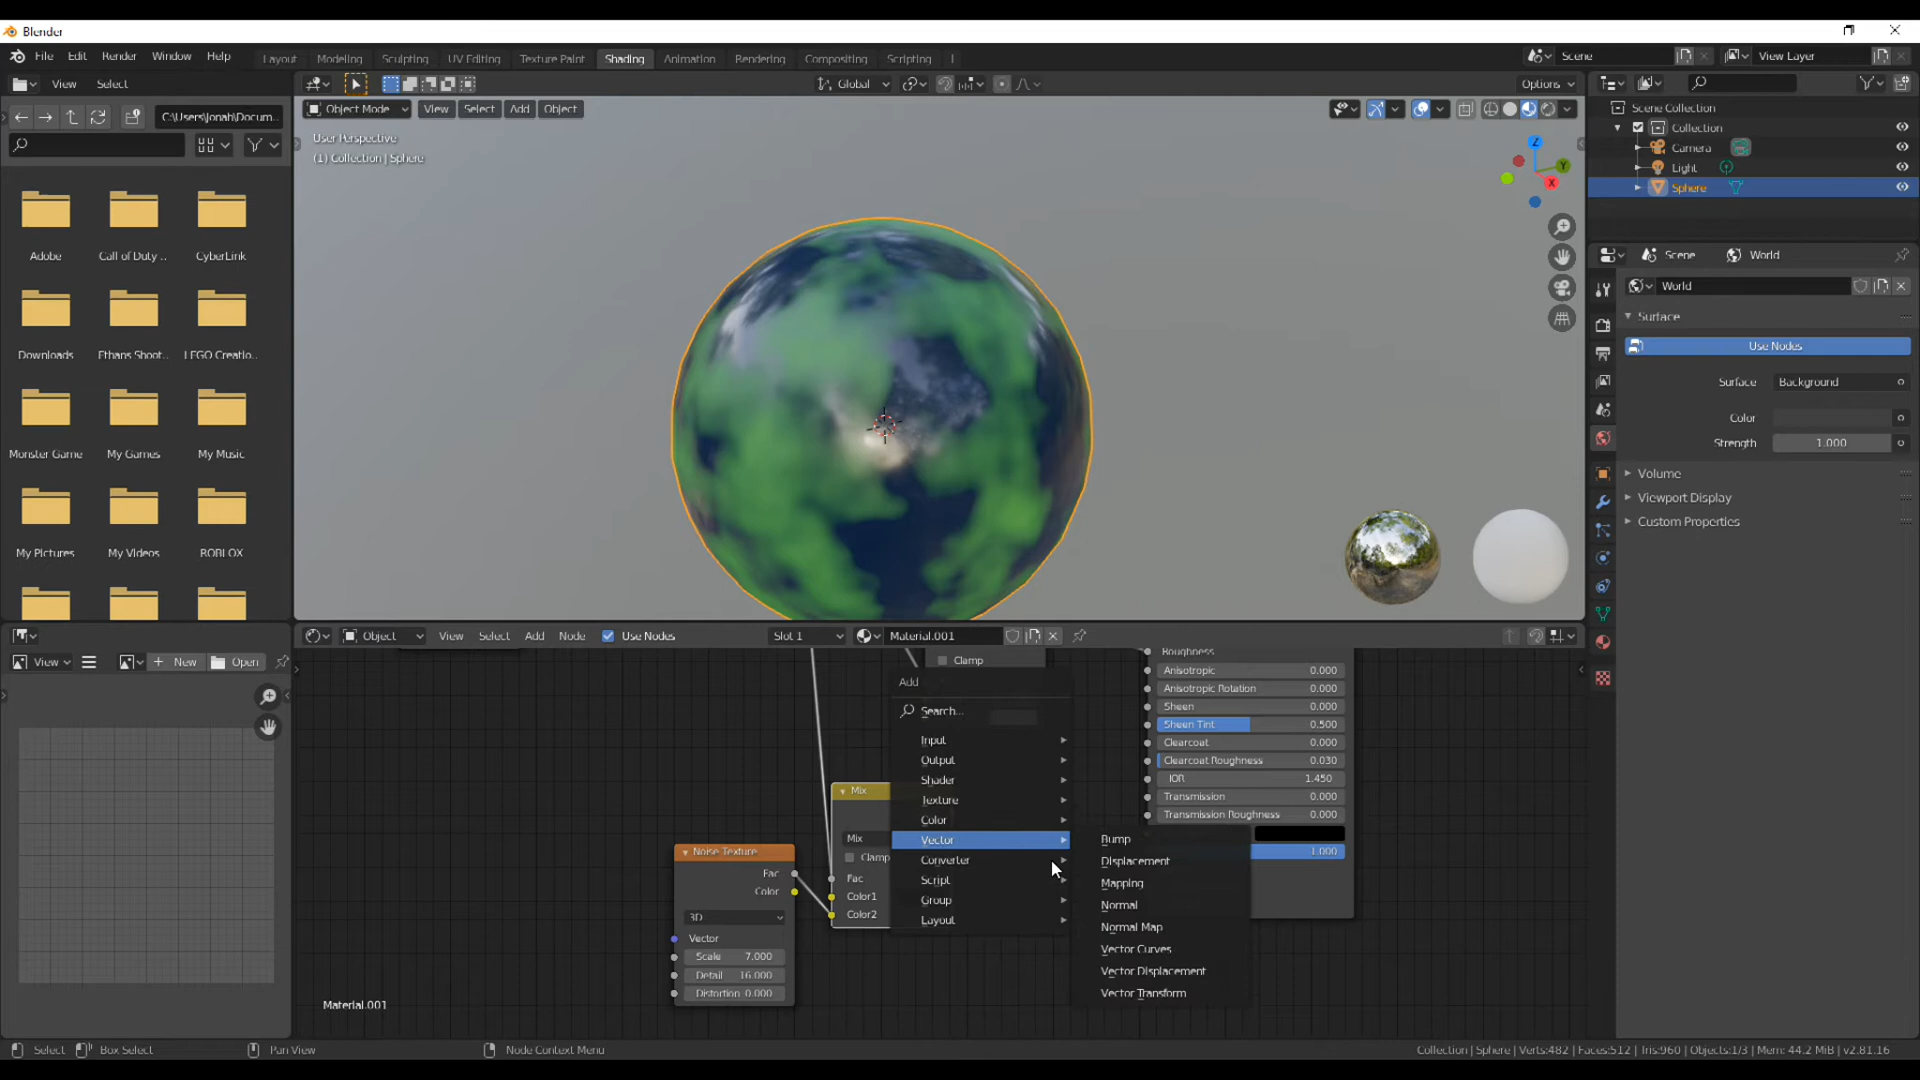 Blender
File Edit Render Window Help
Layout Modeling Sculpting UV Editing Texture Paint Shading Animation Rendering Compositing Scripting
Scene
View Layer
View Select
Global
Options
C:\Users\Jonah\Docum..
Object Mode View Select Add Object
User Perspective
(1) Collection | Sphere
Z
Y
X
Adobe
Call of Duty ..
CyberLink
Downloads
Ethans Shoot..
LEGO Creatio..
Monster Game
My Games
My Music
My Pictures
My Videos
ROBLOX
Scene Collection
Collection
Camera
Light
Sphere
Scene World
World
Surface
Use Nodes
Surface Background
Color
Strength 1.000
Volume
Viewport Display
Custom Properties
View New Open
Object View Select Add Node Use Nodes Slot 1 Material.001
Clamp
Add
Search...
Input
Output
Shader
Texture
Color
Vector
Converter
Script
Group
Layout
Bump
Displacement
Mapping
Normal
Normal Map
Vector Curves
Vector Displacement
Vector Transform
Mix
Mix
Clamp
Fac
Color1
Color2
Noise Texture
Fac
Color
3D
Vector
Scale 7.000
Detail 16.000
Distortion 0.000
Roughness
Anisotropic 0.000
Anisotropic Rotation 0.000
Sheen 0.000
Sheen Tint 0.500
Clearcoat 0.000
Clearcoat Roughness 0.030
IOR 1.450
Transmission 0.000
Transmission Roughness 0.000
1.000
Material.001
Select Box Select Pan View Node Context Menu
Collection | Sphere | Verts:482 | Faces:512 | Tris:960 | Objects:1/3 | Mem: 44.2 MiB | v2.81.16